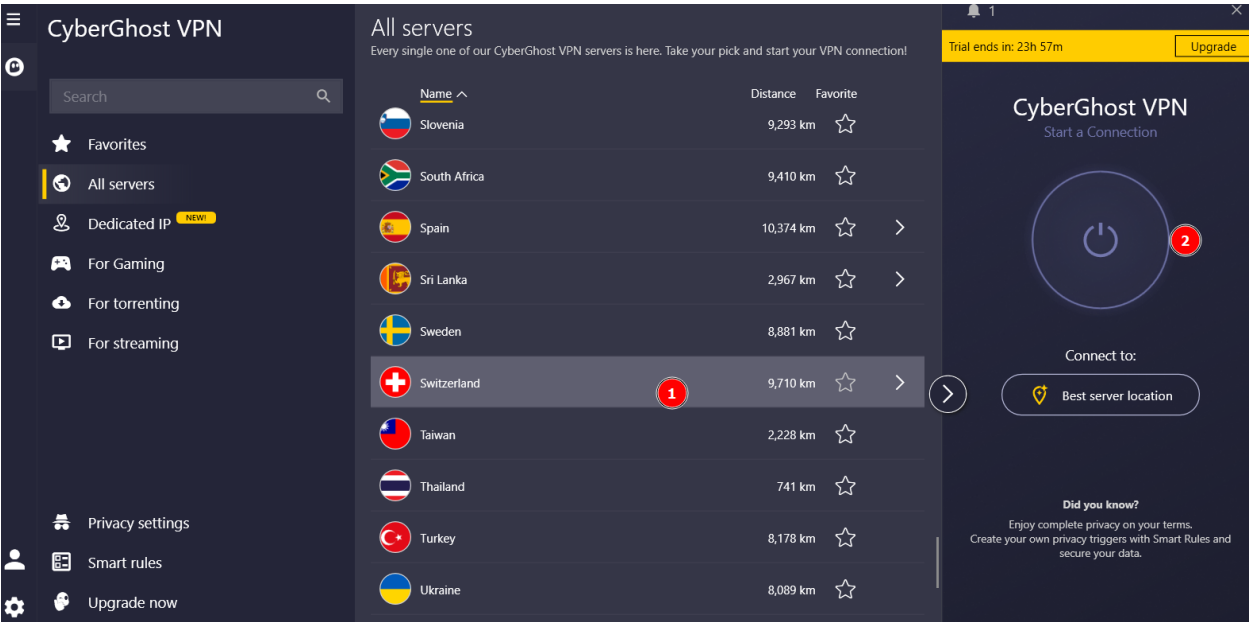 CyberGhost VPN
Search
Favorites
All servers
Dedicated IP NEW!
For Gaming
For torrenting
For streaming
Privacy settings
Smart rules
Upgrade now
All servers
Every single one of our CyberGhost VPN servers is here. Take your pick and start your VPN connection!
Name Distance Favorite
Slovenia 9,293 km
South Africa 9,410 km
Spain 10,374 km
Sri Lanka 2,967 km
Sweden 8,881 km
Switzerland 1 9,710 km
Taiwan 2,228 km
Thailand 741 km
Turkey 8,178 km
Ukraine 8,089 km
1
Trial ends in: 23h 57m Upgrade
CyberGhost VPN
Start a Connection
2
Connect to:
Best server location
Did you know?
Enjoy complete privacy on your terms.
Create your own privacy triggers with Smart Rules and
secure your data.